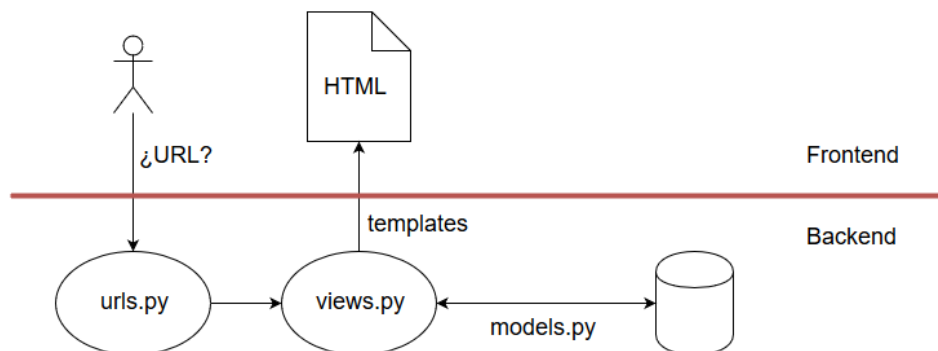 HTML
¿URL?
Frontend
templates
Backend
urls.py
views.py
models.py